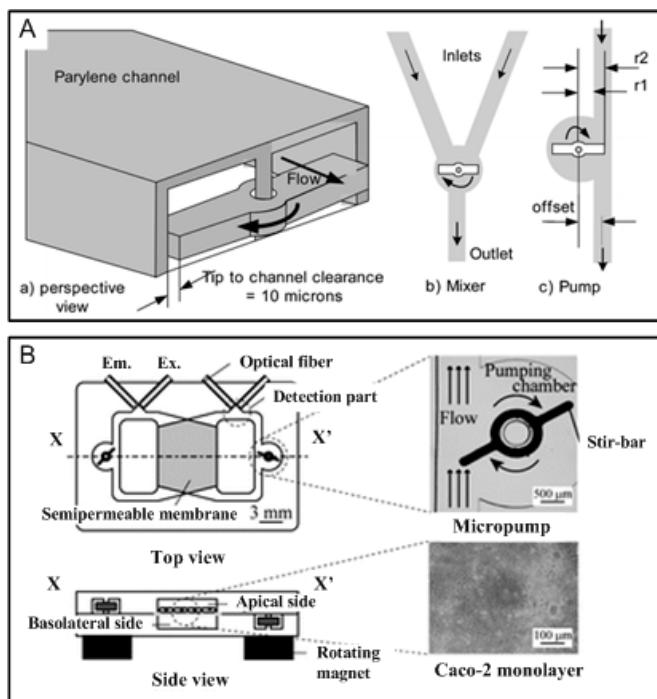 A
Parylene channel
Flow
Tip to channel clearance
= 10 microns
a) perspective
view
Inlets
Outlet
b) Mixer
r2
r1
offset
c) Pump
B
Em.
Ex.
Optical fiber
Detection part
X
X'
Semipermeable membrane
3 mm
Top view
Pumping
chamber
Flow
Stir-bar
500 μm
Micropump
X
X'
Apical side
Basolateral side
Rotating
magnet
Side view
100 μm
Caco-2 monolayer